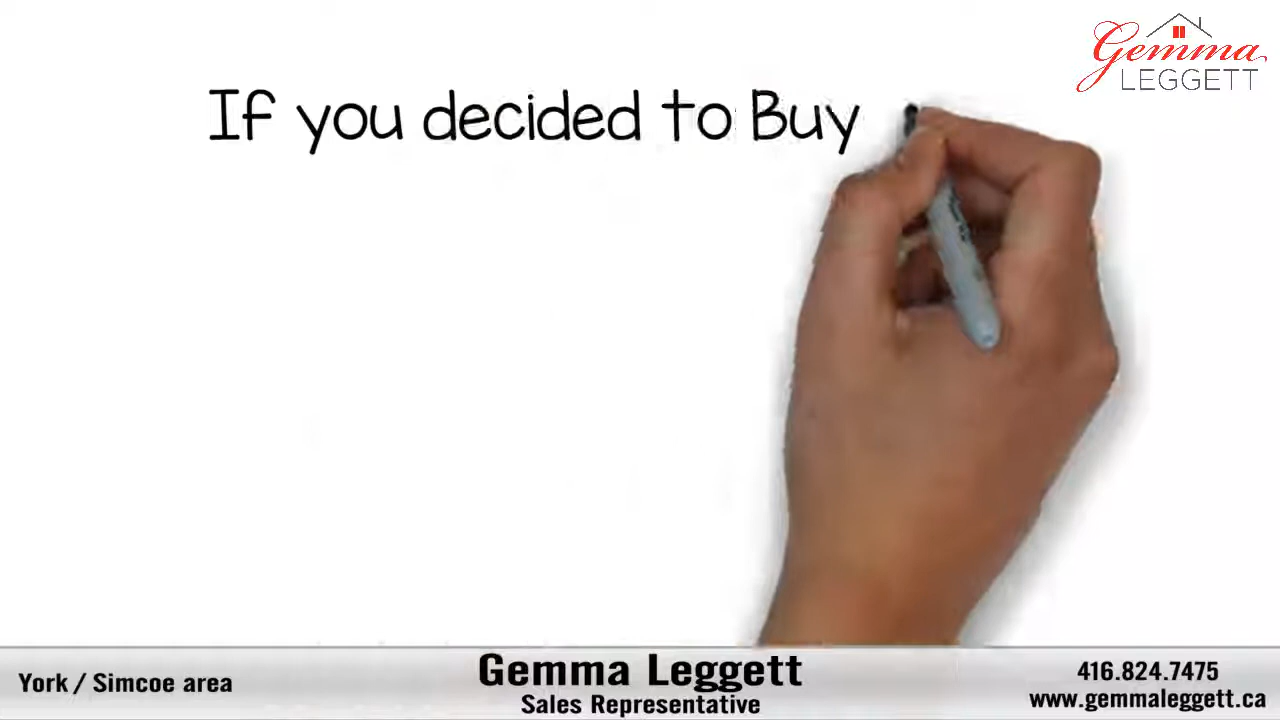 Gemma
LEGGETT
If you decided to Buy
York / Simcoe area
Gemma Leggett
Sales Representative
416.824.7475
www.gemmaleggett.ca